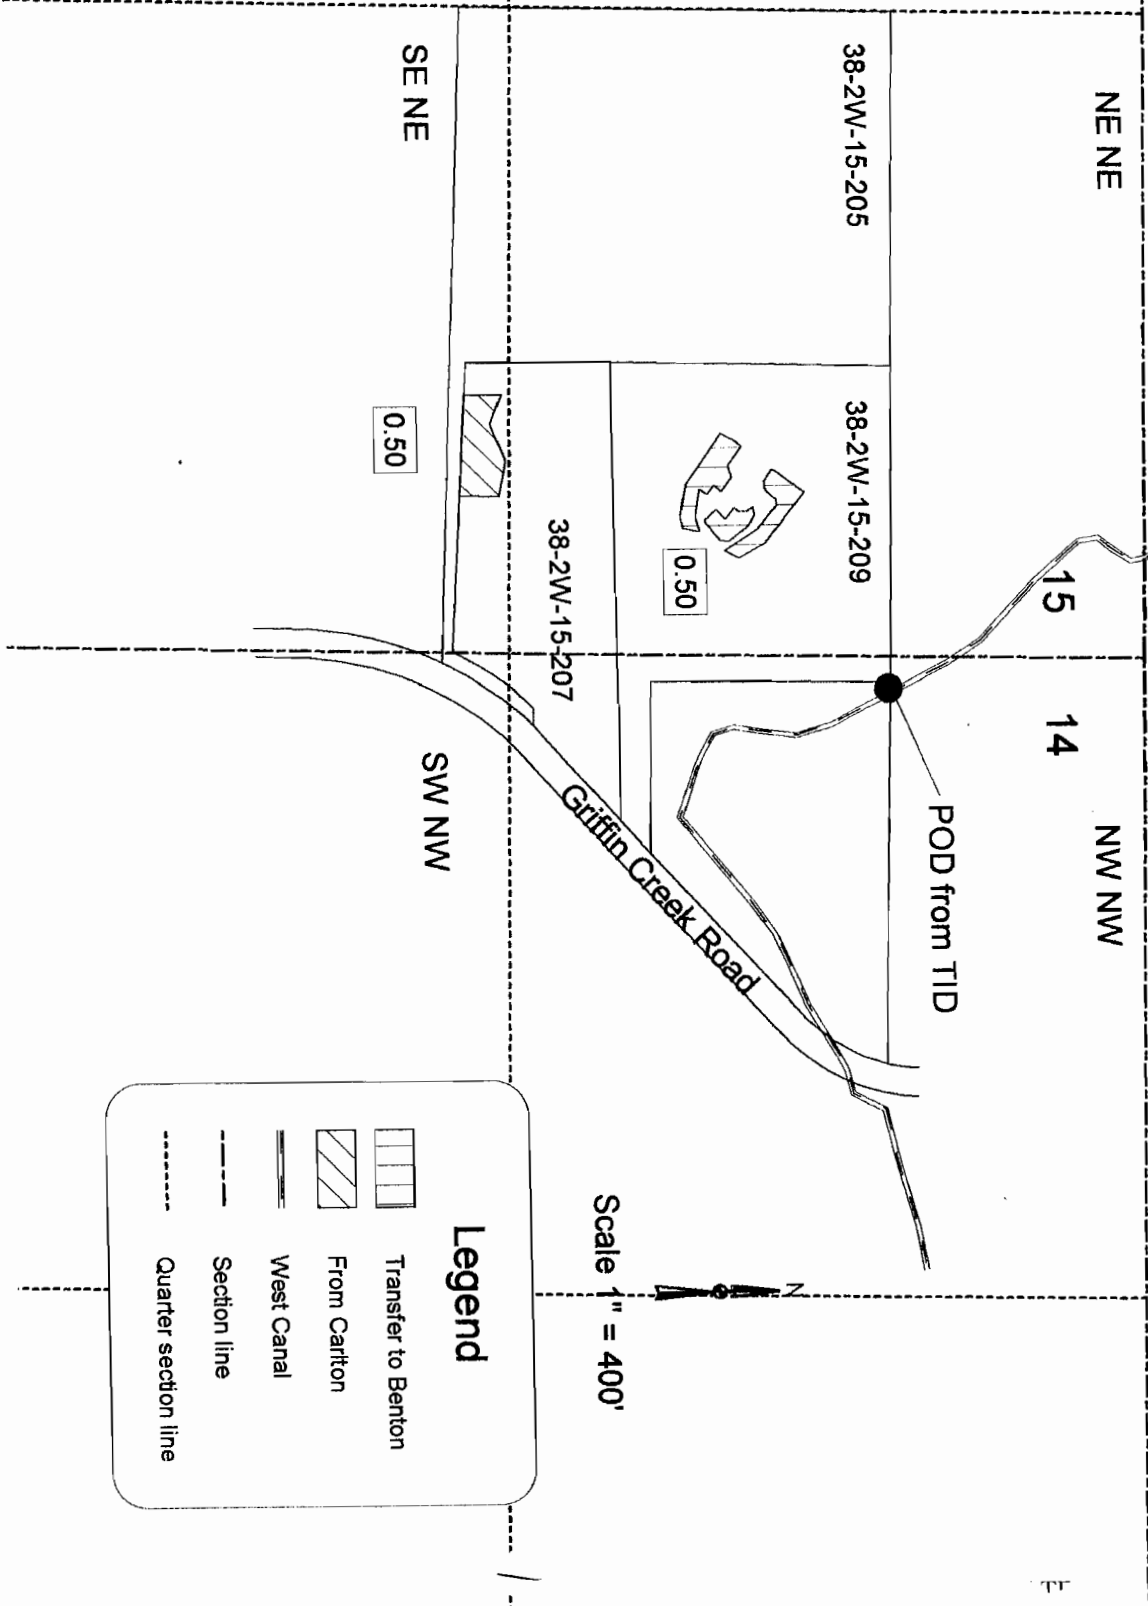 NE NE
NW NW
15
14
38-2W-15-205
38-2W-15-209
POD from TID
0.50
38-2W-15-207
Griffin Creek Road
SE NE
0.50
SW NW
N
Scale 1" = 400'
Legend
Transfer to Benton
From Carlton
West Canal
Section line
Quarter section line